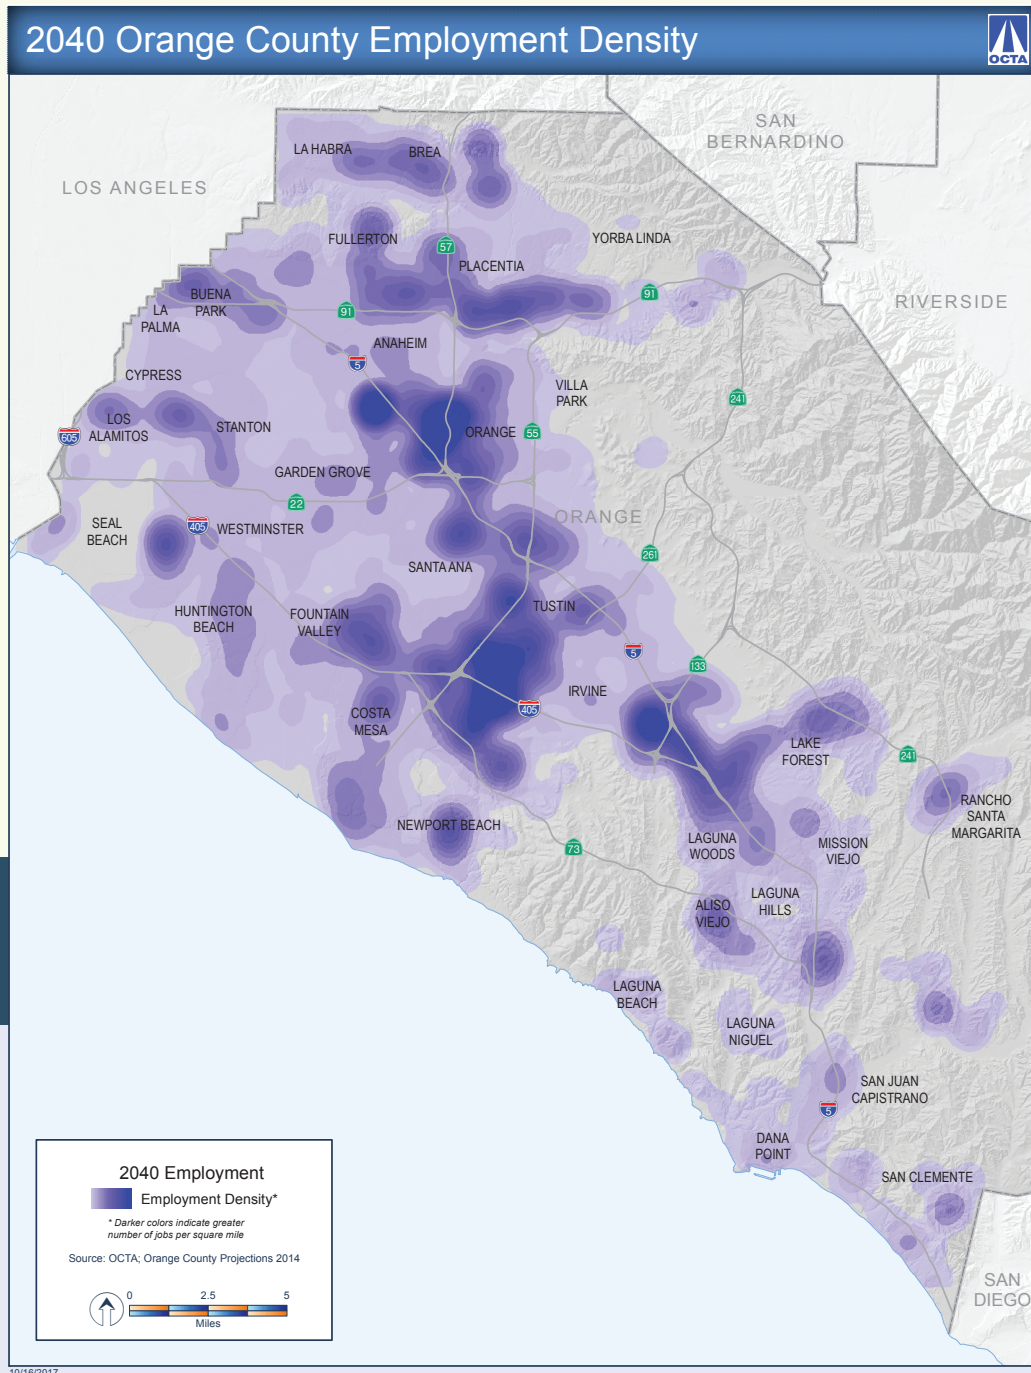 2040 Orange County Employment Density
OCTA
SAN
BERNARDINO
LOS ANGELES
LA HABRA
BREA
FULLERTON
57
YORBA LINDA
PLACENTIA
91
RIVERSIDE
BUENA
PARK
LA
PALMA
91
ANAHEIM
5
CYPRESS
VILLA
PARK
241
LOS
ALAMITOS
STANTON
605
ORANGE
55
GARDEN GROVE
22
SEAL
BEACH
405
WESTMINSTER
ORANGE
261
SANTA ANA
HUNTINGTON
BEACH
FOUNTAIN
VALLEY
TUSTIN
5
133
IRVINE
405
COSTA
MESA
LAKE
FOREST
241
RANCHO
SANTA
MARGARITA
NEWPORT BEACH
73
LAGUNA
WOODS
MISSION
VIEJO
LAGUNA
HILLS
ALISO
VIEJO
LAGUNA
BEACH
LAGUNA
NIGUEL
SAN JUAN
CAPISTRANO
5
DANA
POINT
SAN CLEMENTE
SAN
DIEGO
2040 Employment
Employment Density*
* Darker colors indicate greater
number of jobs per square mile
Source: OCTA; Orange County Projections 2014
0 2.5 5
Miles
10/16/2017